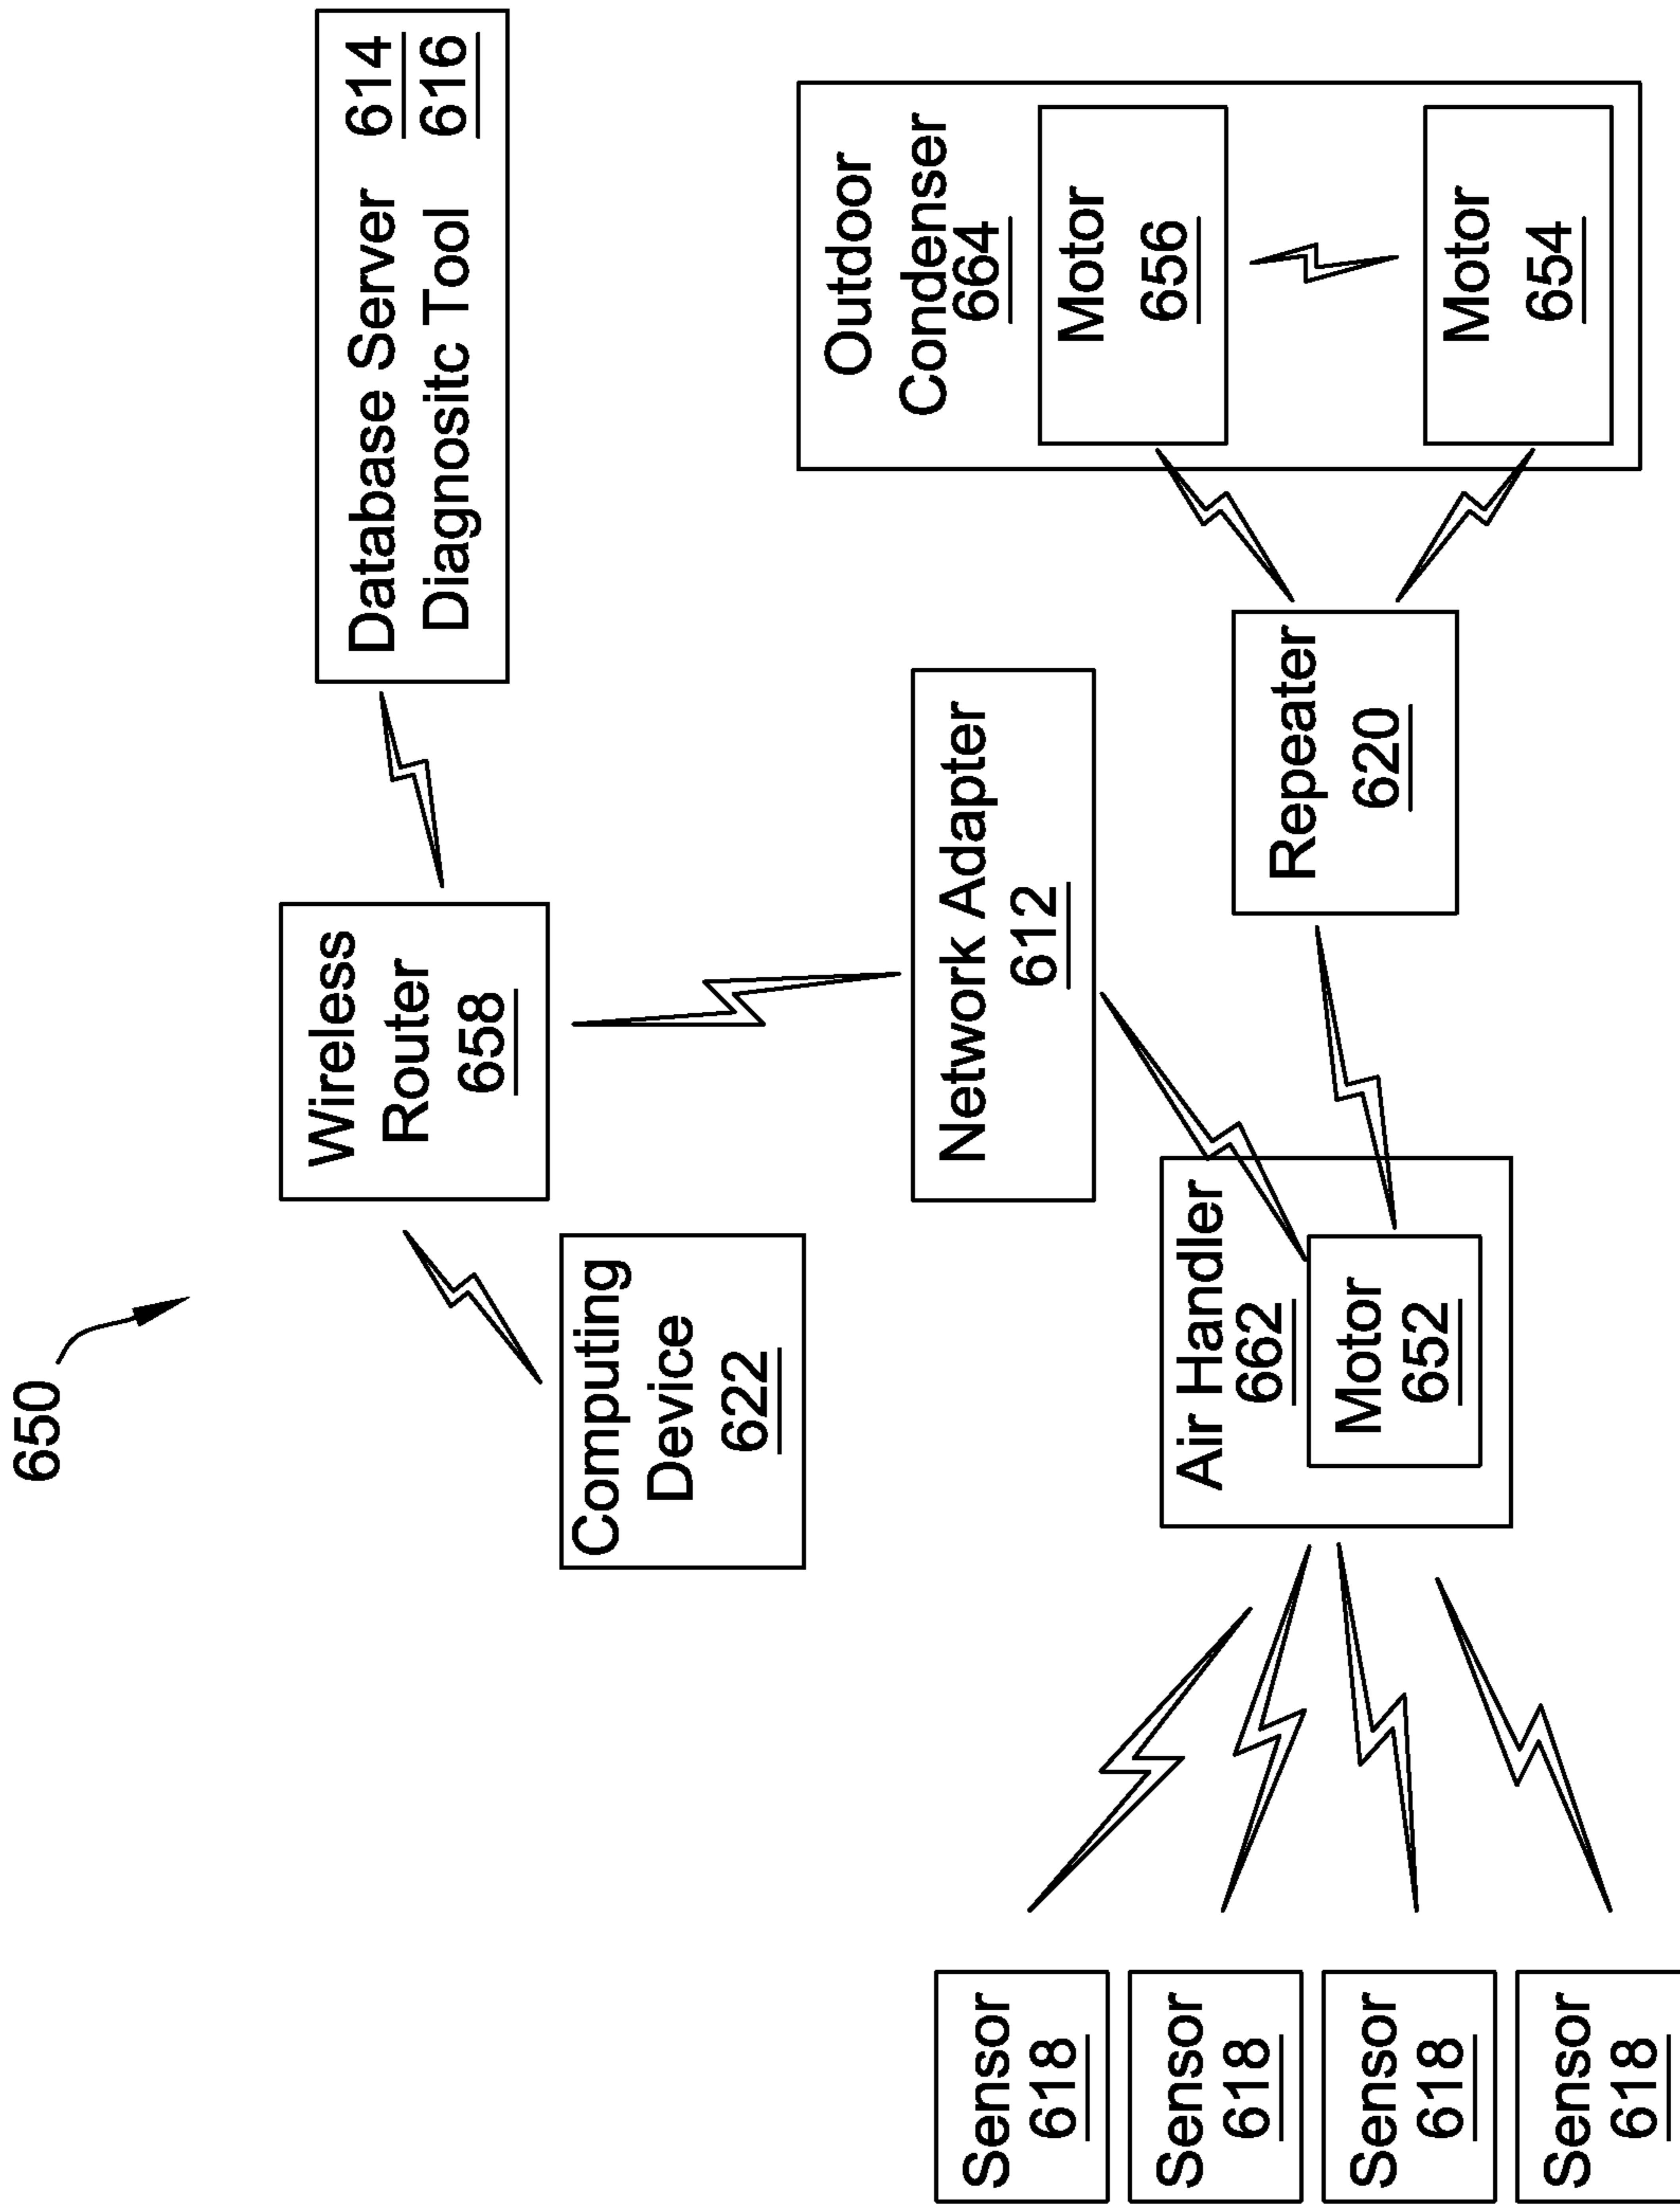 650
Wireless
Router
658
Database Server 614
Diagnositc Tool 616
Computing
Device
622
Network Adapter
612
Outdoor
Condenser
664
Motor
656
Motor
654
Repeater
620
Air Handler
662
Motor
652
Sensor
618
Sensor
618
Sensor
618
Sensor
618